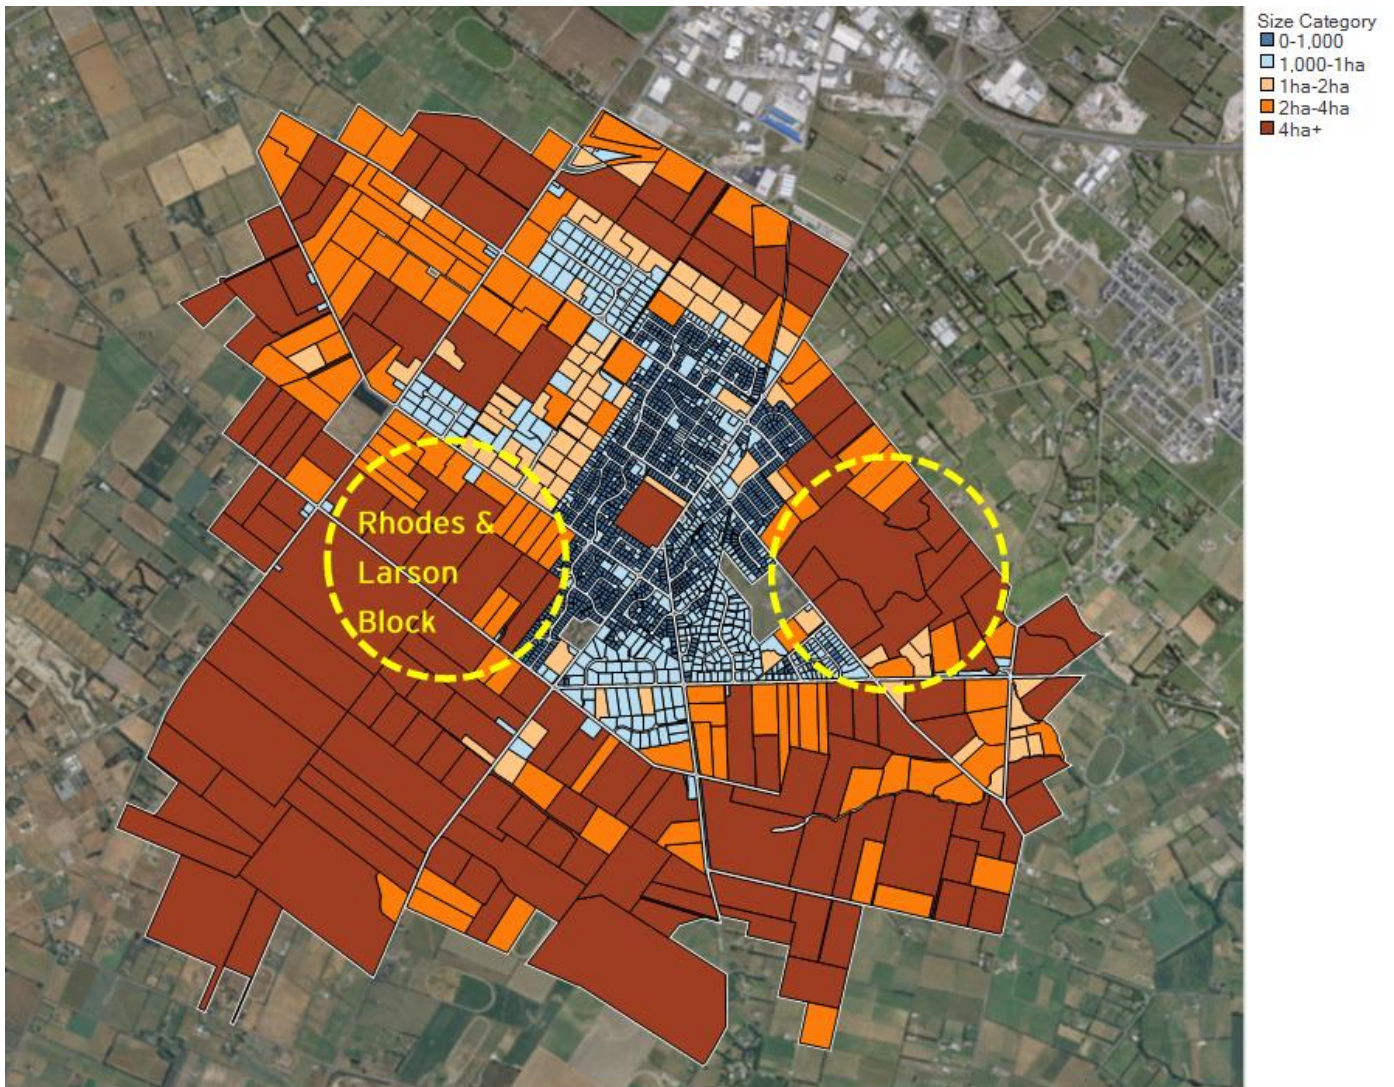 Size Category
0-1,000
1,000-1ha
1ha-2ha
2ha-4ha
4ha+
Rhodes &
Larson
Block